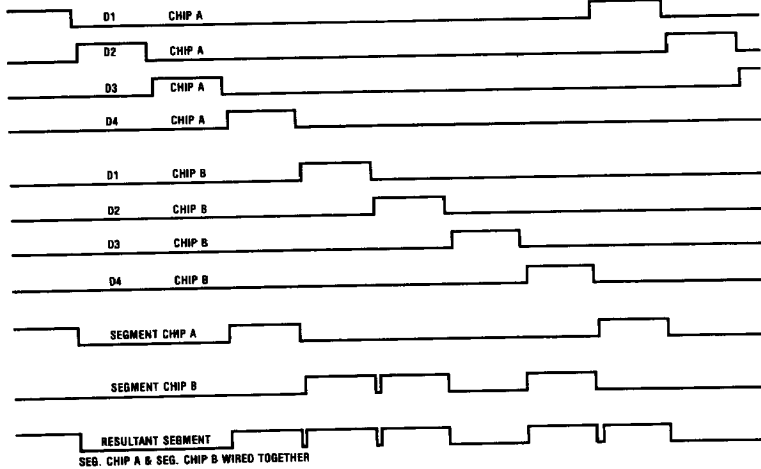 D1 CHIP A
D2 CHIP A
D3 CHIP A
D4 CHIP A
D1 CHIP B
D2 CHIP B
D3 CHIP B
D4 CHIP B
SEGMENT CHIP A
SEGMENT CHIP B
RESULTANT SEGMENT
SEG. CHIP A & SEG. CHIP B WIRED TOGETHER